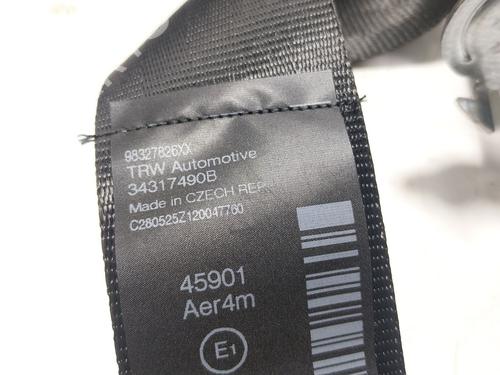 98327826XX
TRW Automotive
34317490B
Made in CZECH REP.
C280525Z120047760
45901
Aer4m
E1